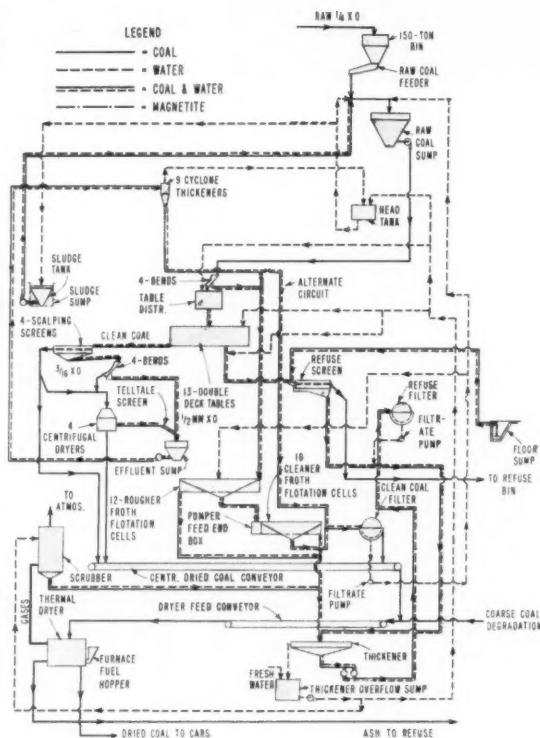 RAW 1/4 X 0
150-TON
BIN
LEGEND
= COAL
= WATER
= COAL & WATER
= MAGNETITE
RAW COAL
FEEDER
RAW
COAL
SUMP
9 CYCLONE
THICKENERS
HEAD
TANK
SLUDGE
TANK
SLUDGE
SUMP
4-BENDS
TABLE
DISTR.
ALTERNATE
CIRCUIT
4-SCALPING
SCREENS
CLEAN COAL
3/16 X 0
4-BENDS
REFUSE
SCREEN
REFUSE
FILTER
13-DOUBLE
DECK TABLES
TELLTALE
SCREEN
1/2 MM X 0
4
CENTRIFUGAL
DRYERS
FILTR-
ATE
PUMP
FLOOR
SUMP
EFFLUENT SUMP
10
CLEANER
FROTH
FLOTATION CELLS
CLEAN COAL
FILTER
TO REFUSE
BIN
TO
ATMOS.
12-ROUGHER
FROTH
FLOTATION
CELLS
PUMPER
FEED END
BOX
SCRUBBER
CENTR. DRIED COAL CONVEYOR
FILTRATE
PUMP
GASES
THERMAL
DRYER
DRYER FEED CONVEYOR
COARSE COAL
DEGRADATION
FURNACE
FUEL
HOPPER
THICKENER
FRESH
WATER
THICKENER OVERFLOW SUMP
DRIED COAL TO CARS
ASH TO REFUSE